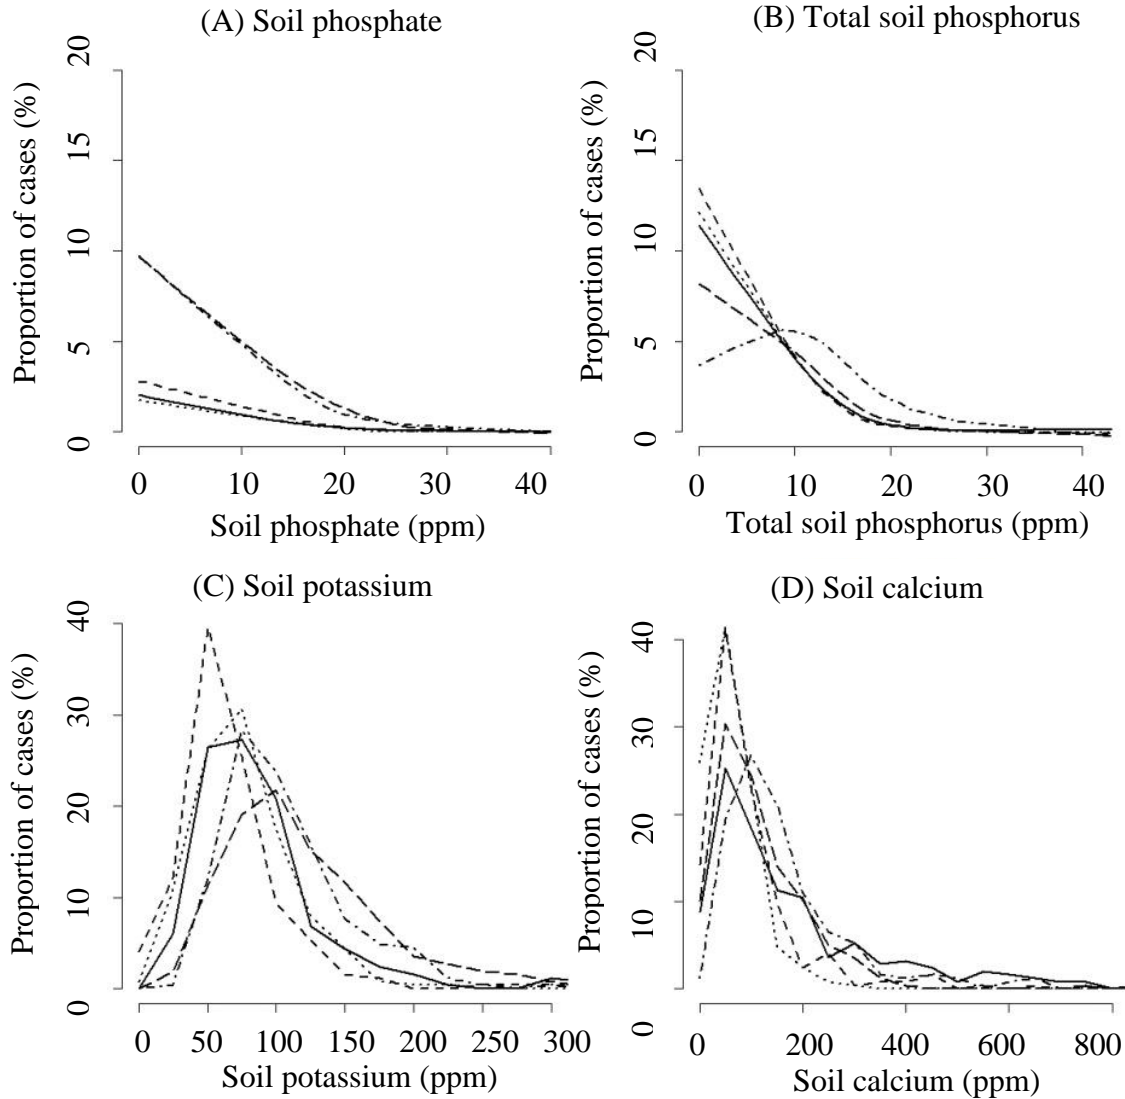 (A) Soil phosphate
Proportion of cases (%)
0 5 10 15 20
0 10 20 30 40
Soil phosphate (ppm)
(B) Total soil phosphorus
Proportion of cases (%)
0 5 10 15 20
0 10 20 30 40
Total soil phosphorus (ppm)
(C) Soil potassium
Proportion of cases (%)
0 10 20 30 40
0 50 100 150 200 250 300
Soil potassium (ppm)
(D) Soil calcium
Proportion of cases (%)
0 10 20 30 40
0 200 400 600 800
Soil calcium (ppm)